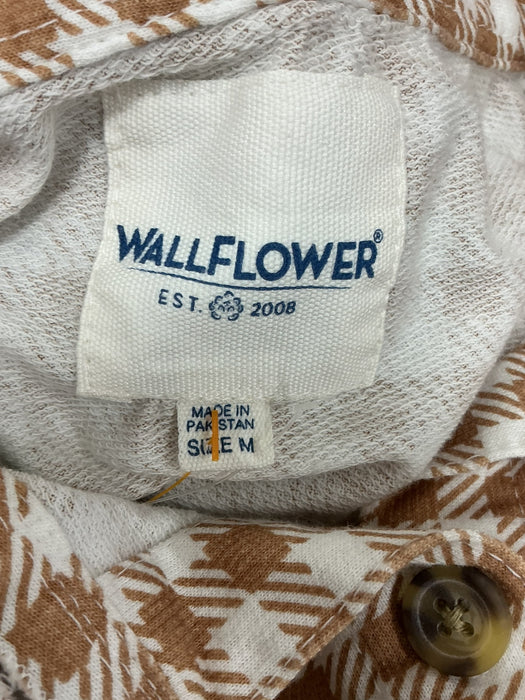 WALLFLOWER®
EST. 2008
MADE IN
PAKISTAN
SIZE M